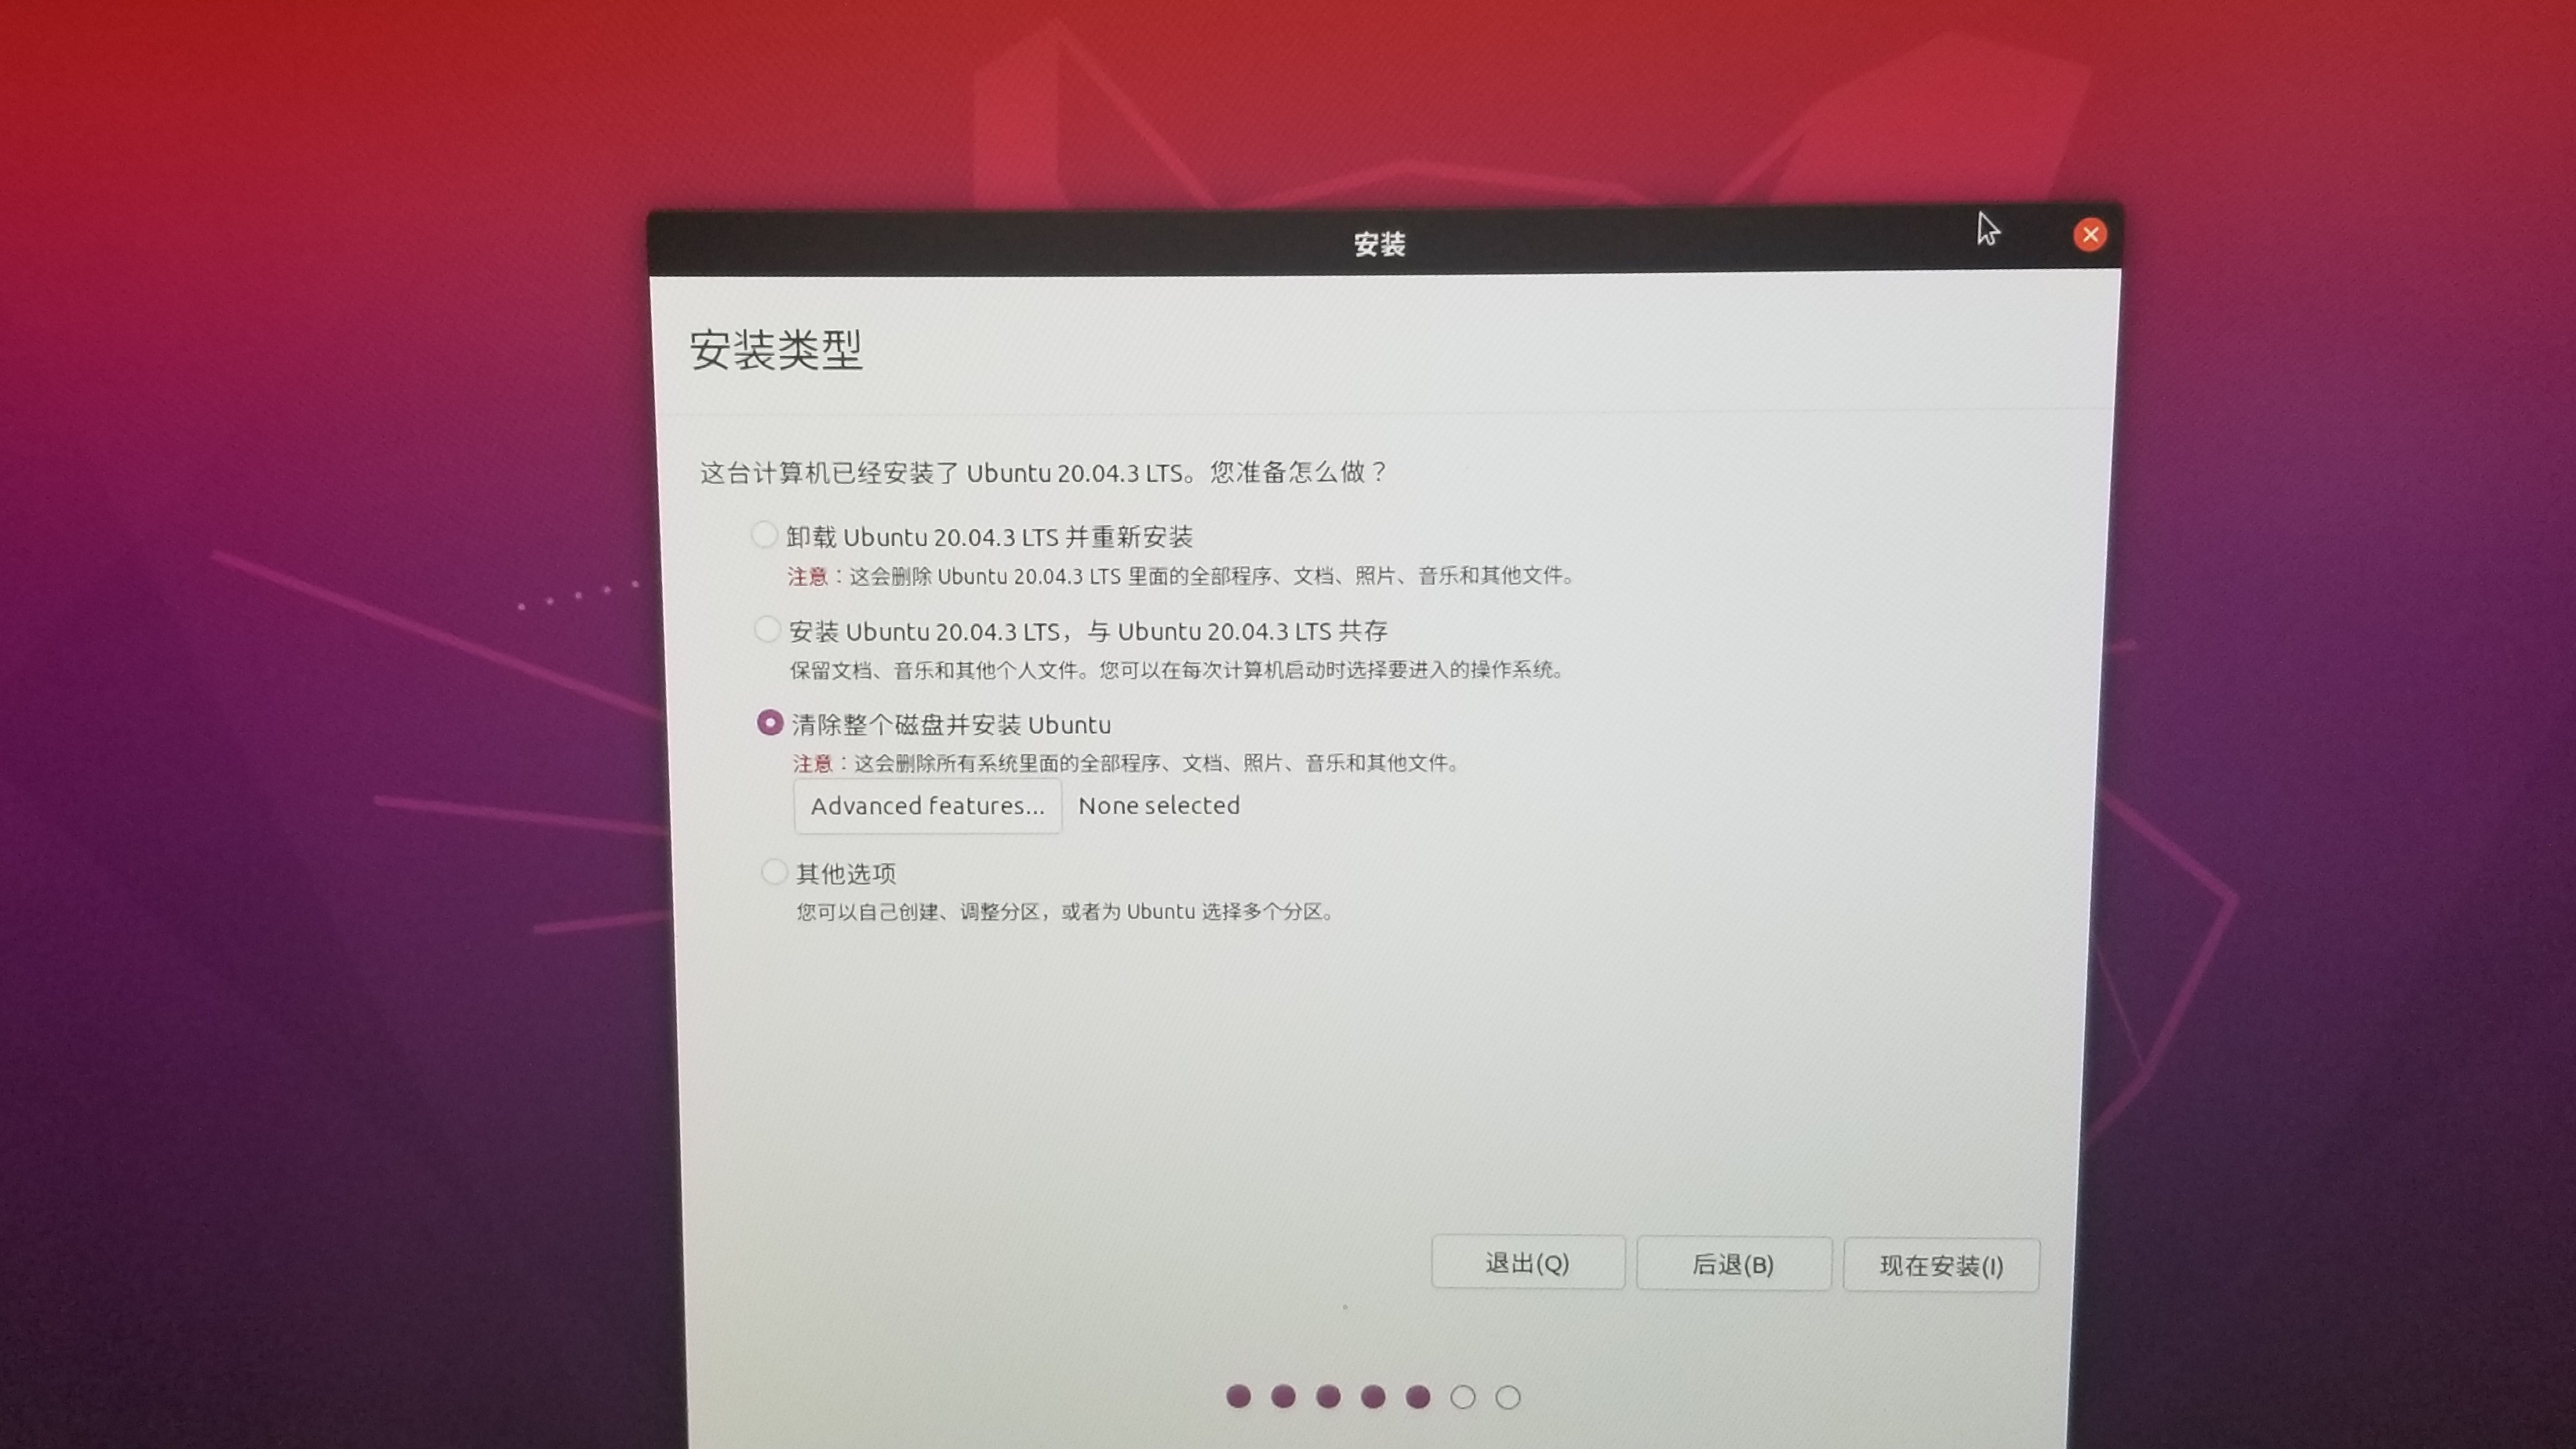 安装
安装类型
这台计算机已经安装了 Ubuntu 20.04.3 LTS。您准备怎么做？
卸载 Ubuntu 20.04.3 LTS 并重新安装
注意：这会删除 Ubuntu 20.04.3 LTS 里面的全部程序、文档、照片、音乐和其他文件。
安装 Ubuntu 20.04.3 LTS，与 Ubuntu 20.04.3 LTS 共存
保留文档、音乐和其他个人文件。您可以在每次计算机启动时选择要进入的操作系统。
清除整个磁盘并安装 Ubuntu
注意：这会删除所有系统里面的全部程序、文档、照片、音乐和其他文件。
Advanced features... None selected
其他选项
您可以自己创建、调整分区，或者为 Ubuntu 选择多个分区。
退出(Q) 后退(B) 现在安装(I)